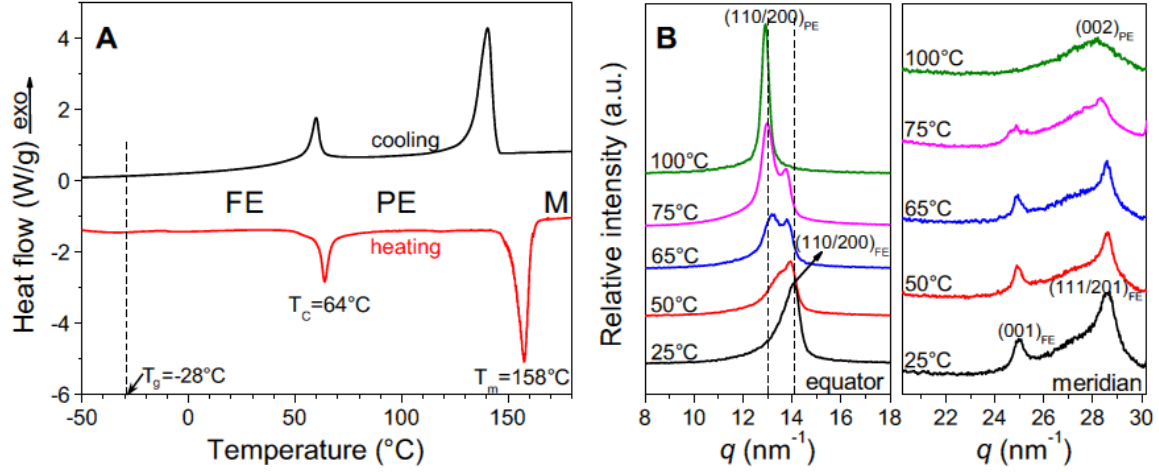 A
Heat flow (W/g) exo
4
2
0
-2
-4
-6
cooling
FE PE M
heating
T_C=64°C
T_g=-28°C
T_m=158°C
-50 0 50 100 150
Temperature (°C)
B
Relative intensity (a.u.)
(110/200)_PE
100°C
75°C
65°C
(110/200)_FE
50°C
25°C
equator
8 10 12 14 16 18
q (nm⁻¹)
(002)_PE
100°C
75°C
65°C
50°C
(111/201)_FE
(001)_FE
25°C
meridian
22 24 26 28 30
q (nm⁻¹)